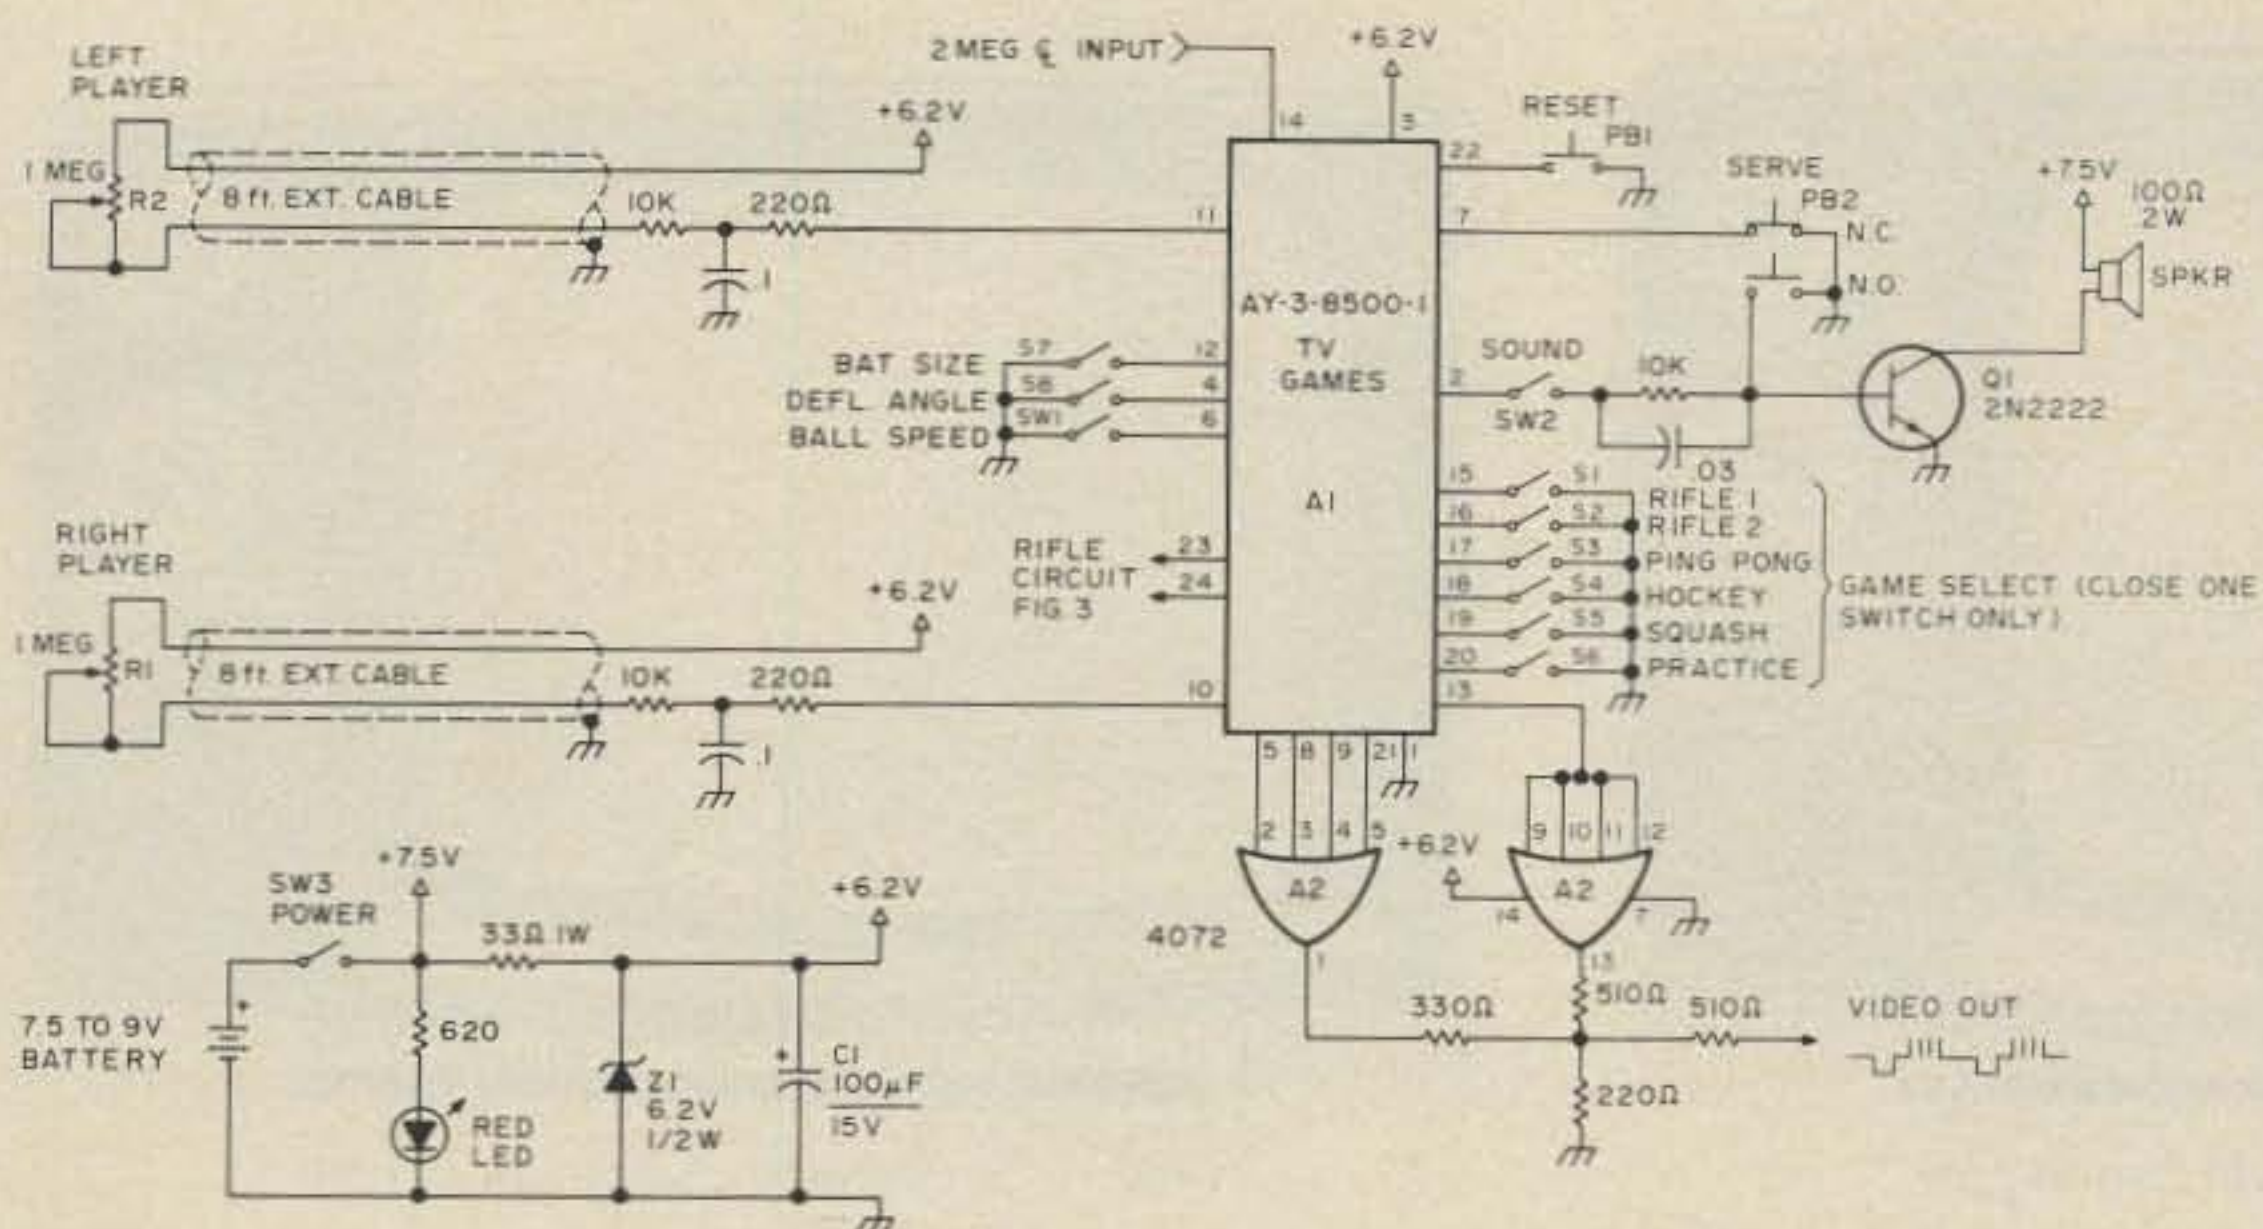 LEFT
PLAYER
1 MEG
R2
8 ft. EXT. CABLE
10K
220Ω
+6.2V
.1
2 MEG ℄ INPUT
+6.2V
14
3
11
BAT SIZE
S7
12
DEFL ANGLE
S8
4
BALL SPEED
SW1
6
AY-3-8500-1
TV
GAMES
A1
22
RESET
PB1
7
SERVE
PB2
N.C.
N.O.
+7.5V
100Ω
2W
SPKR
2
SOUND
SW2
10K
.03
Q1
2N2222
15
S1
RIFLE 1
16
S2
RIFLE 2
17
S3
PING PONG
18
S4
HOCKEY
19
S5
SQUASH
20
S6
PRACTICE
13
GAME SELECT (CLOSE ONE
SWITCH ONLY)
RIFLE
CIRCUIT
FIG. 3
23
24
RIGHT
PLAYER
1 MEG
R1
8 ft. EXT. CABLE
10K
220Ω
+6.2V
.1
10
5 8 9 21 1
2 3 4 5
A2
4072
1
+6.2V
9 10 11 12
A2
14
7
13
510Ω
330Ω
510Ω
220Ω
VIDEO OUT
SW3
POWER
+7.5V
33Ω 1W
+6.2V
7.5 TO 9V
BATTERY
+
620
RED
LED
Z1
6.2V
1/2W
+
C1
100µF
15V